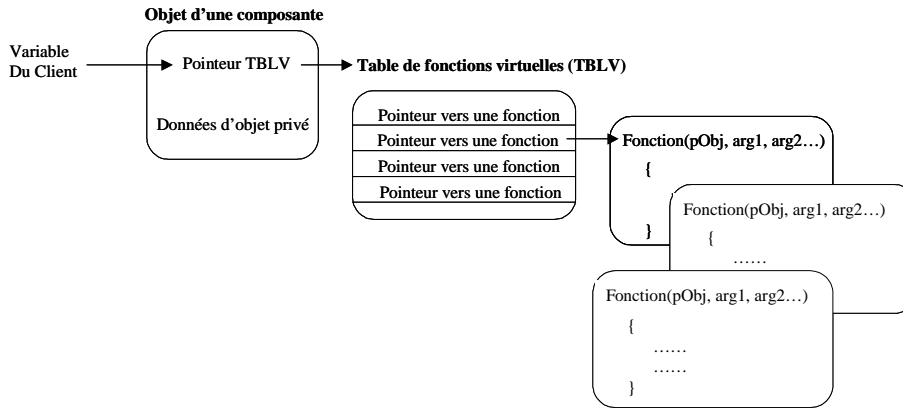 Objet d'une composante
Variable
Du Client
Pointeur TBLV
Données d'objet privé
Table de fonctions virtuelles (TBLV)
Pointeur vers une fonction
Pointeur vers une fonction
Pointeur vers une fonction
Pointeur vers une fonction
Fonction(pObj, arg1, arg2…)
{
}
Fonction(pObj, arg1, arg2…)
{
……
Fonction(pObj, arg1, arg2…)
{
……
……
}